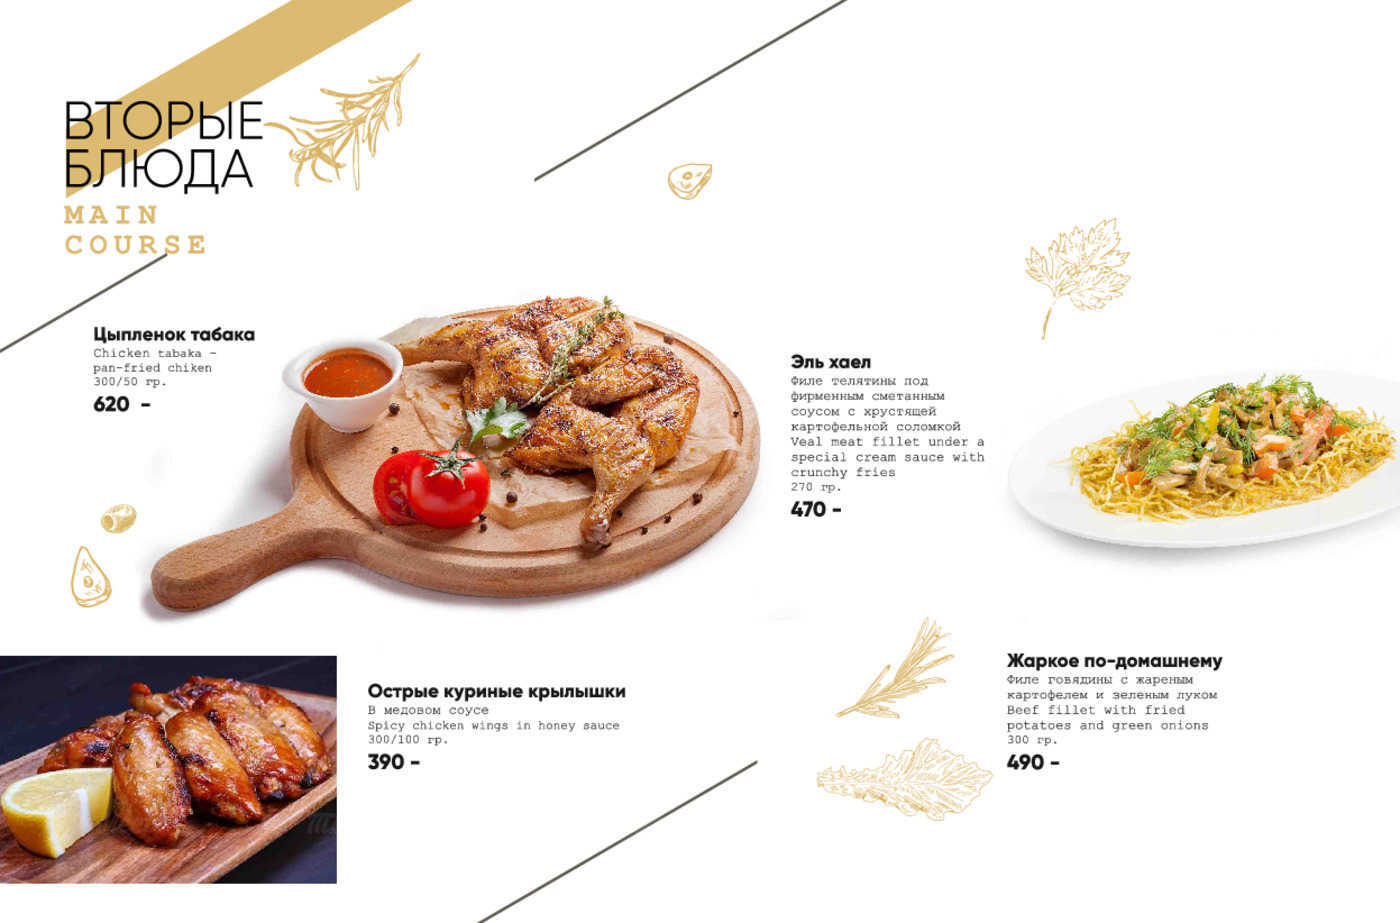 ВТОРЫЕ
БЛЮДА
MAIN
COURSE
Цыпленок табака
Chicken tabaka –
pan-fried chiken
300/50 гр.
620 -
Эль хаел
Филе телятины под
фирменным сметанным
соусом с хрустящей
картофельной соломкой
Veal meat fillet under a
special cream sauce with
crunchy fries
270 гр.
470 -
Острые куриные крылышки
В медовом соусе
Spicy chicken wings in honey sauce
300/100 гр.
390 -
Жаркое по-домашнему
Филе говядины с жареным
картофелем и зеленым луком
Beef fillet with fried
potatoes and green onions
300 гр.
490 -